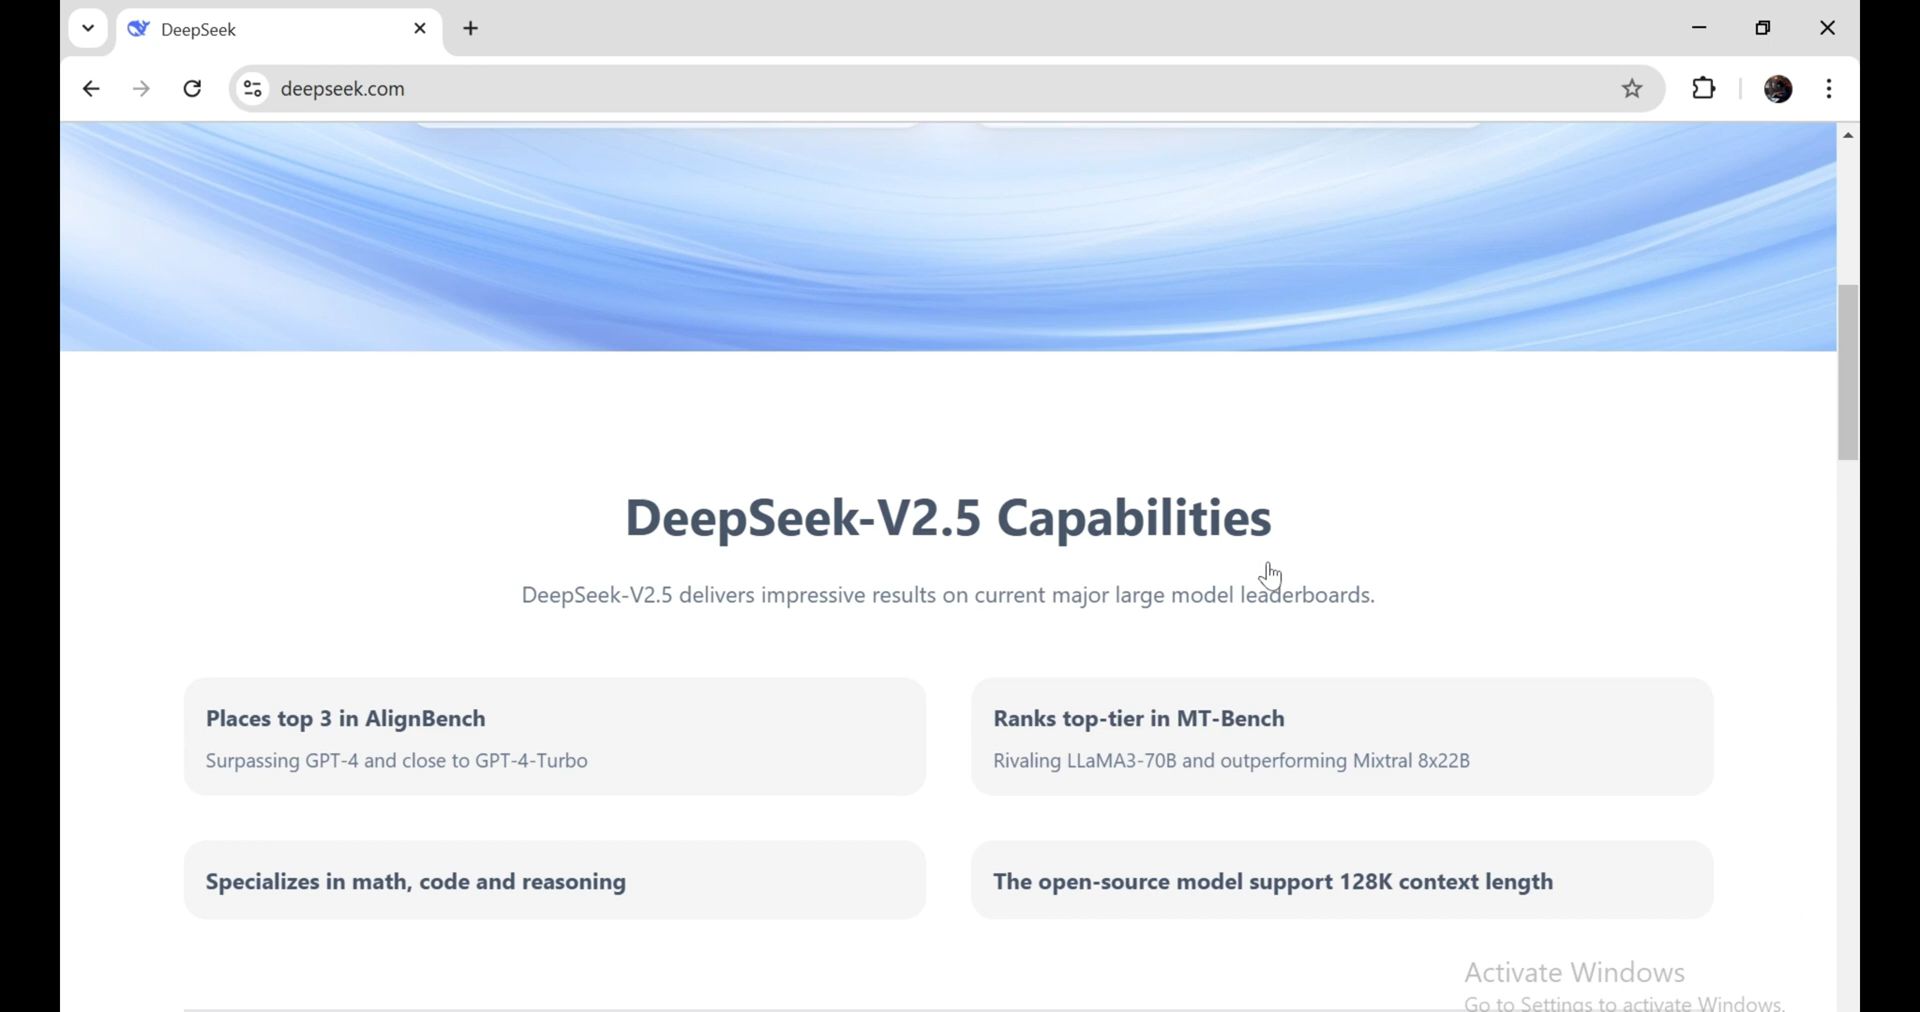 DeepSeek
deepseek.com
DeepSeek-V2.5 Capabilities
DeepSeek-V2.5 delivers impressive results on current major large model leaderboards.
Places top 3 in AlignBench
Surpassing GPT-4 and close to GPT-4-Turbo
Ranks top-tier in MT-Bench
Rivaling LLaMA3-70B and outperforming Mixtral 8x22B
Specializes in math, code and reasoning
The open-source model support 128K context length
Activate Windows
Go to Settings to activate Windows.